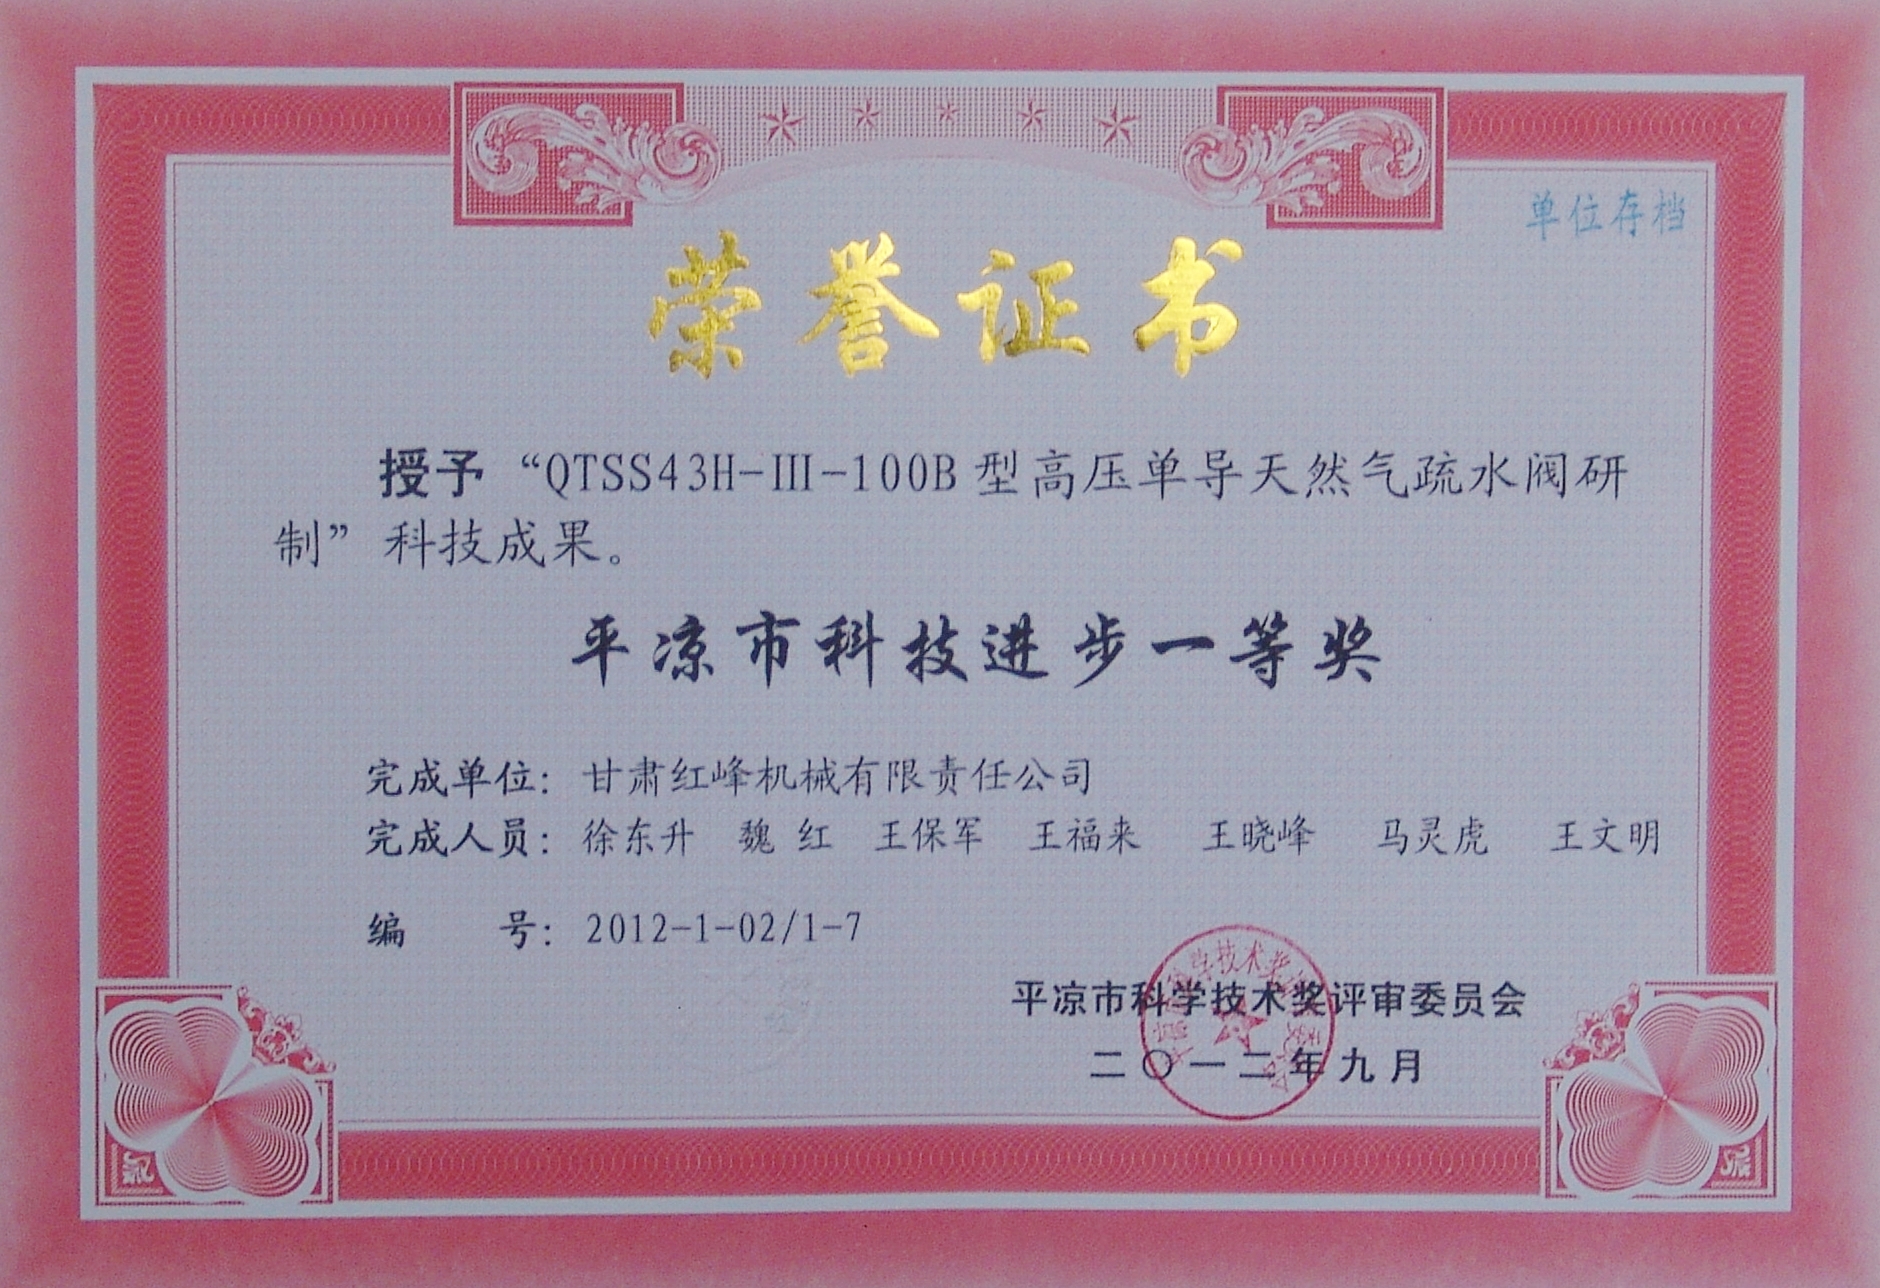 单位存档
荣誉证书
授予“QTSS43H-III-100B型高压单导天然气疏水阀研
制”科技成果。
平凉市科技进步一等奖
完成单位：甘肃红峰机械有限责任公司
完成人员：徐东升 魏 红 王保军 王福来 王晓峰 马灵虎 王文明
编 号：2012-1-02/1-7
平凉市科学技术奖评审委员会
二〇一二年九月